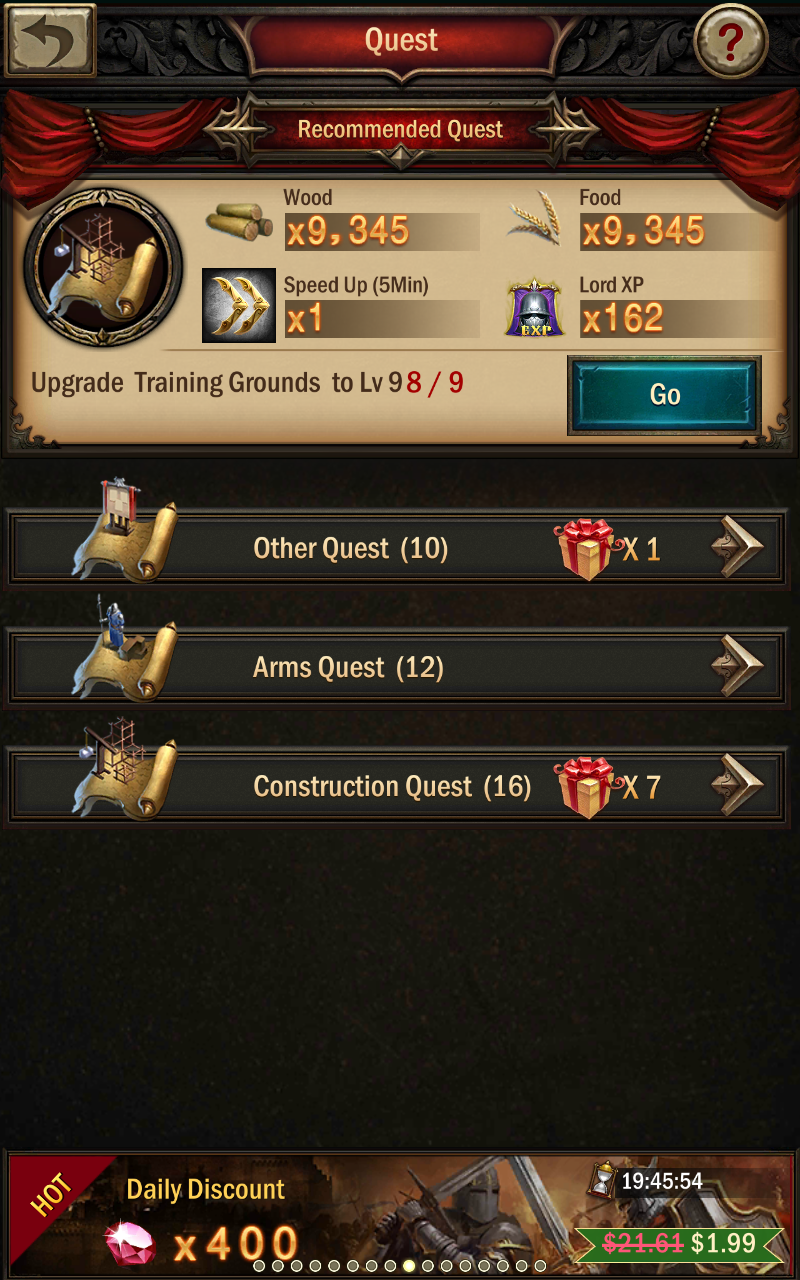 Quest
?
Recommended Quest
Wood
x9,345
Food
x9,345
Speed Up (5Min)
x1
EXP
Lord XP
x162
Upgrade Training Grounds to Lv 9 8 / 9
Go
Other Quest (10) X 1
Arms Quest (12)
Construction Quest (16) X 7
HOT
Daily Discount
19:45:54
x400
$21.61 $1.99